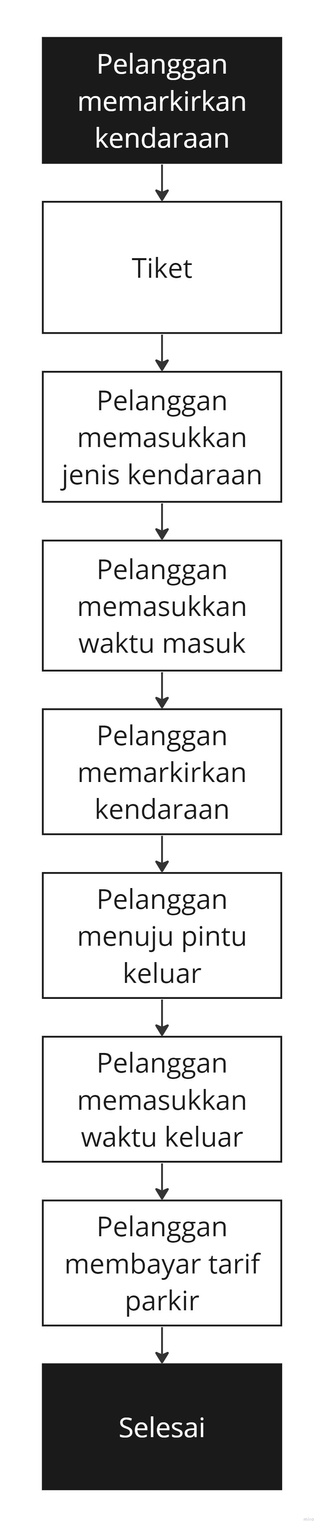 Pelanggan
memarkirkan
kendaraan
Tiket
Pelanggan
memasukkan
jenis kendaraan
Pelanggan
memasukkan
waktu masuk
Pelanggan
memarkirkan
kendaraan
Pelanggan
menuju pintu
keluar
Pelanggan
memasukkan
waktu keluar
Pelanggan
membayar tarif
parkir
Selesai